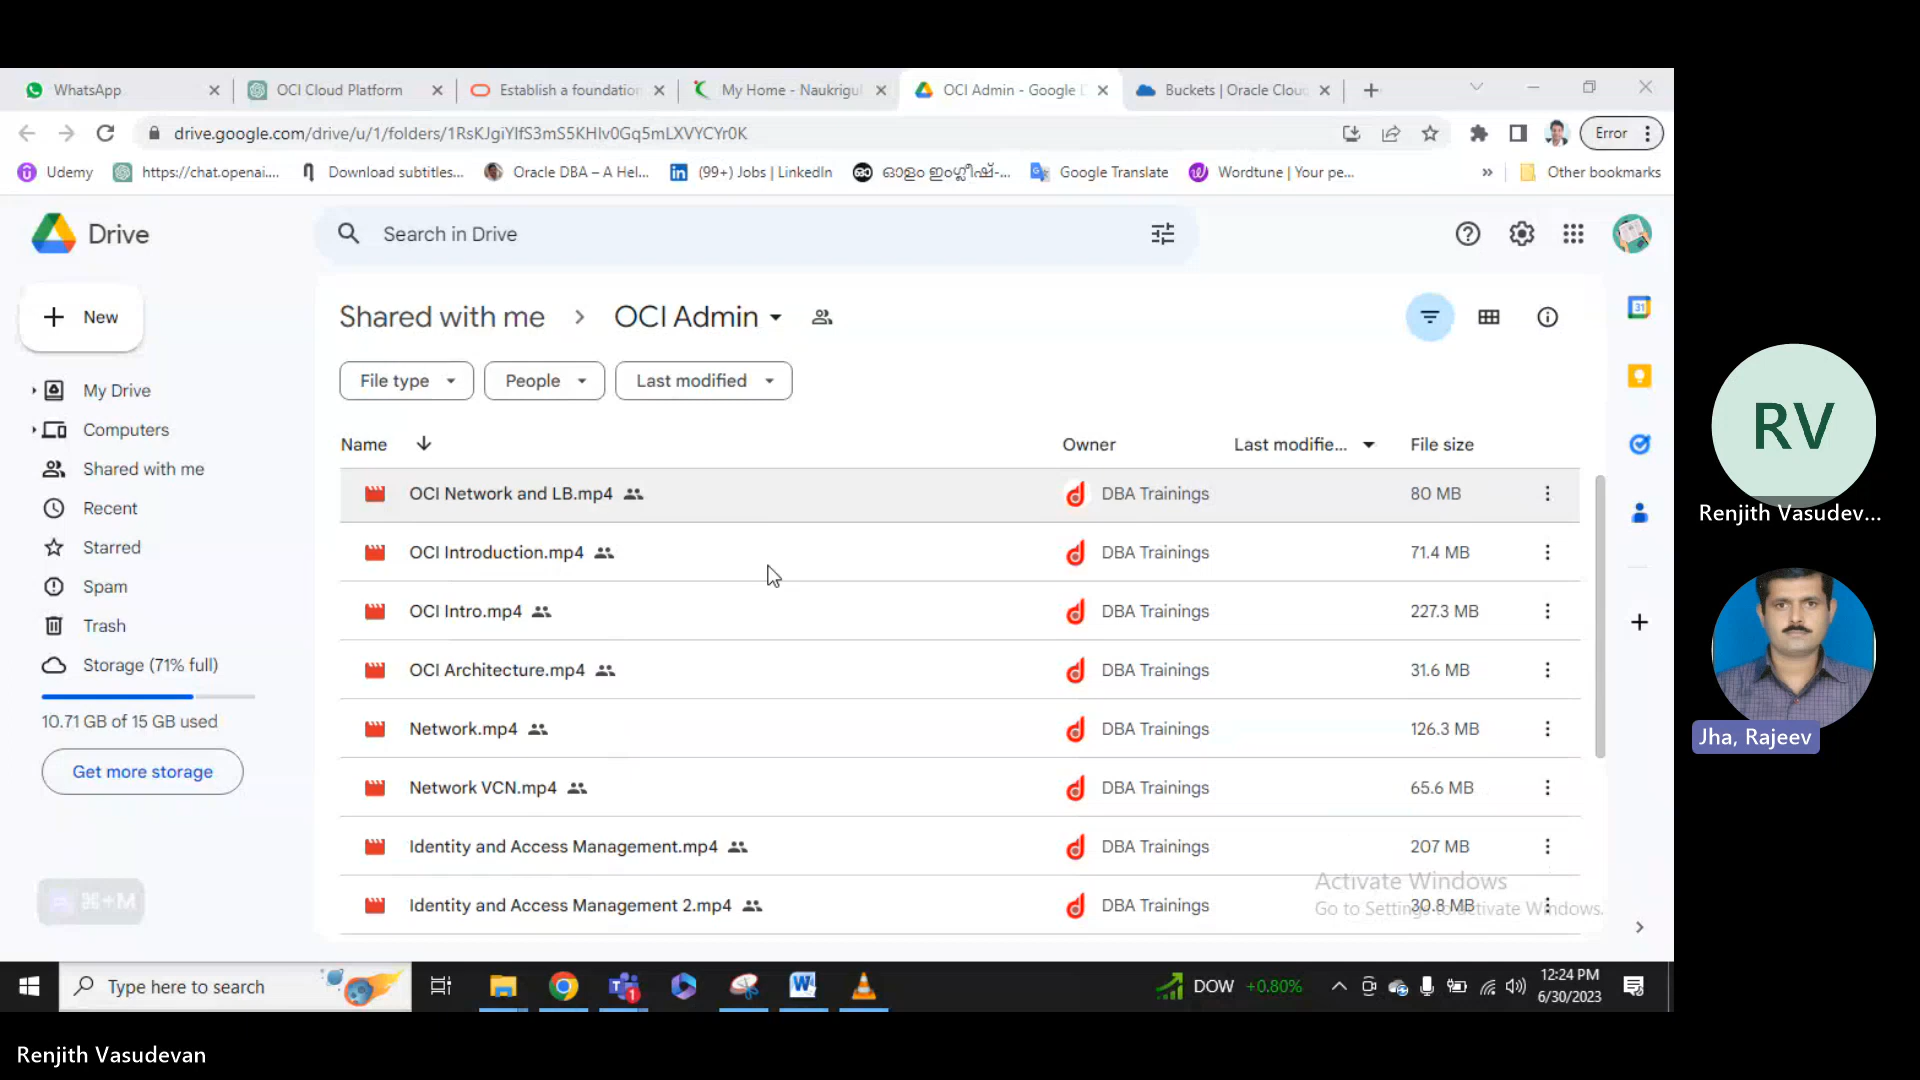 WhatsApp
OCI Cloud Platform
Establish a foundation
My Home - Naukrigul
OCI Admin - Google D
Buckets | Oracle Clou
drive.google.com/drive/u/1/folders/1RsKJgiYIfS3mS5KHIv0Gq5mLXVYCYr0K
Error
Udemy
https://chat.openai....
Download subtitles...
Oracle DBA – A Hel...
(99+) Jobs | LinkedIn
ഓളം ഇംഗ്ലീഷ്-...
Google Translate
Wordtune | Your pe...
»
Other bookmarks
Drive
Search in Drive
New
Shared with me > OCI Admin
File type
People
Last modified
My Drive
Computers
Shared with me
Recent
Starred
Spam
Trash
Storage (71% full)
10.71 GB of 15 GB used
Get more storage
⌘+M
Name
Owner
Last modifie...
File size
OCI Network and LB.mp4 DBA Trainings 80 MB
OCI Introduction.mp4 DBA Trainings 71.4 MB
OCI Intro.mp4 DBA Trainings 227.3 MB
OCI Architecture.mp4 DBA Trainings 31.6 MB
Network.mp4 DBA Trainings 126.3 MB
Network VCN.mp4 DBA Trainings 65.6 MB
Identity and Access Management.mp4 DBA Trainings 207 MB
Identity and Access Management 2.mp4 DBA Trainings 30.8 MB
Activate Windows
Go to Settings to activate Windows.
31
RV
Renjith Vasudev...
Jha, Rajeev
Type here to search
1
DOW +0.80%
12:24 PM
6/30/2023
Renjith Vasudevan